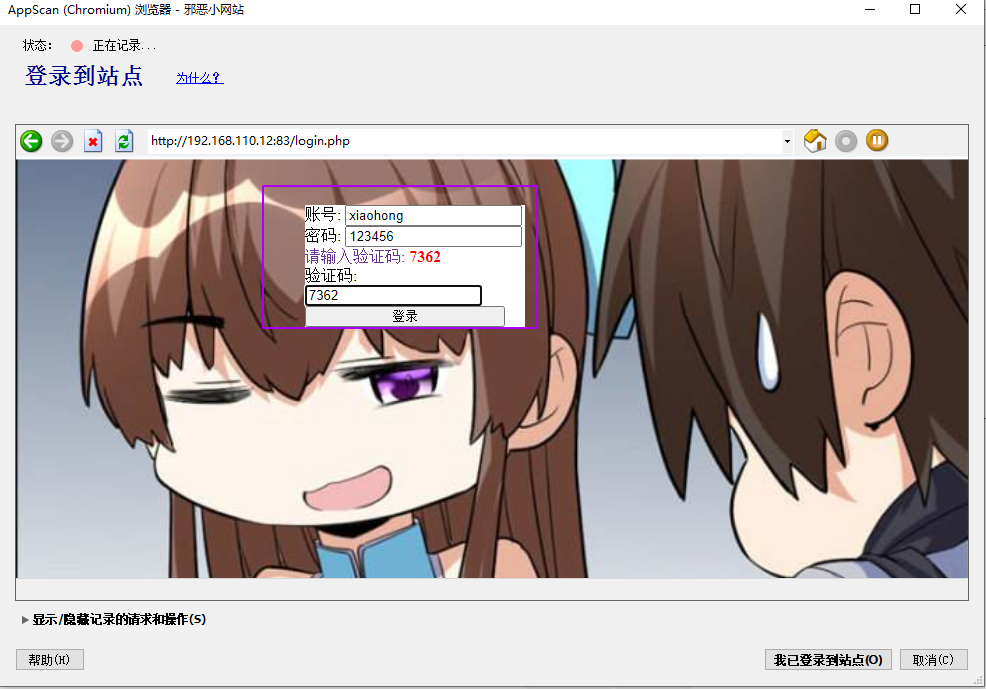 AppScan (Chromium) 浏览器 - 邪恶小网站
状态： 正在记录...
登录到站点 为什么?
http://192.168.110.12:83/login.php
账号: xiaohong
密码: 123456
请输入验证码: 7362
验证码:
7362
登录
显示/隐藏记录的请求和操作(S)
帮助(H) 我已登录到站点(O) 取消(C)